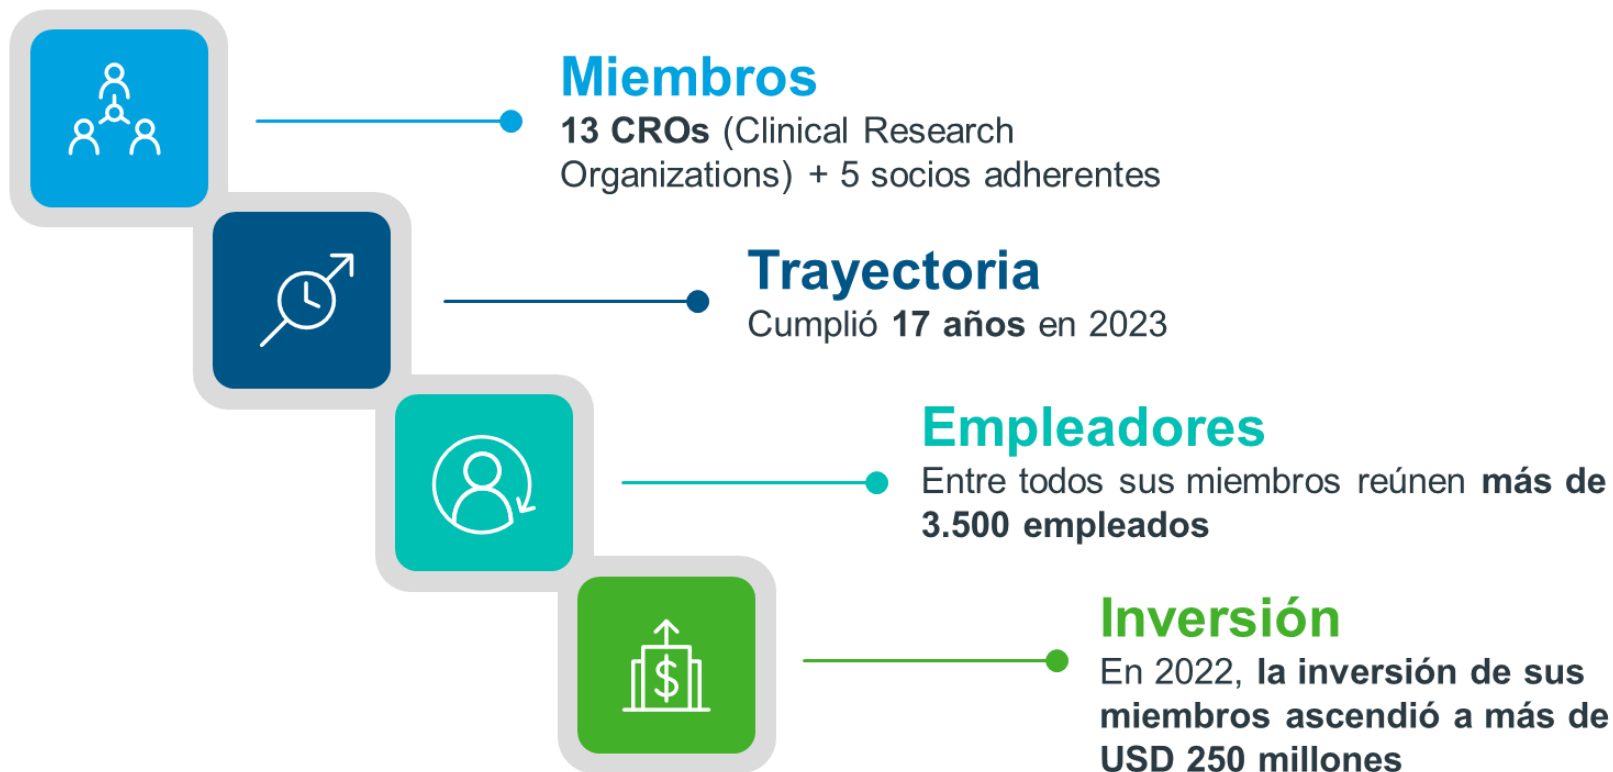 Miembros
13 CROs (Clinical Research
Organizations) + 5 socios adherentes
Trayectoria
Cumplió 17 años en 2023
Empleadores
Entre todos sus miembros reúnen más de
3.500 empleados
Inversión
En 2022, la inversión de sus
miembros ascendió a más de
USD 250 millones